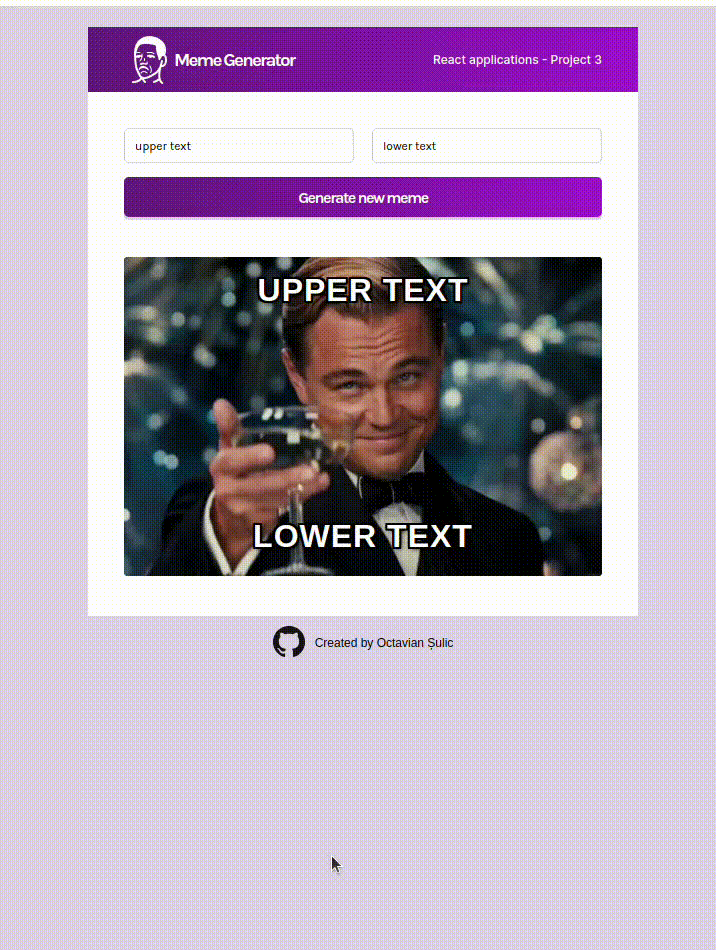 Meme Generator
React applications - Project 3
upper text
lower text
Generate new meme
UPPER TEXT
LOWER TEXT
Created by Octavian Șulic